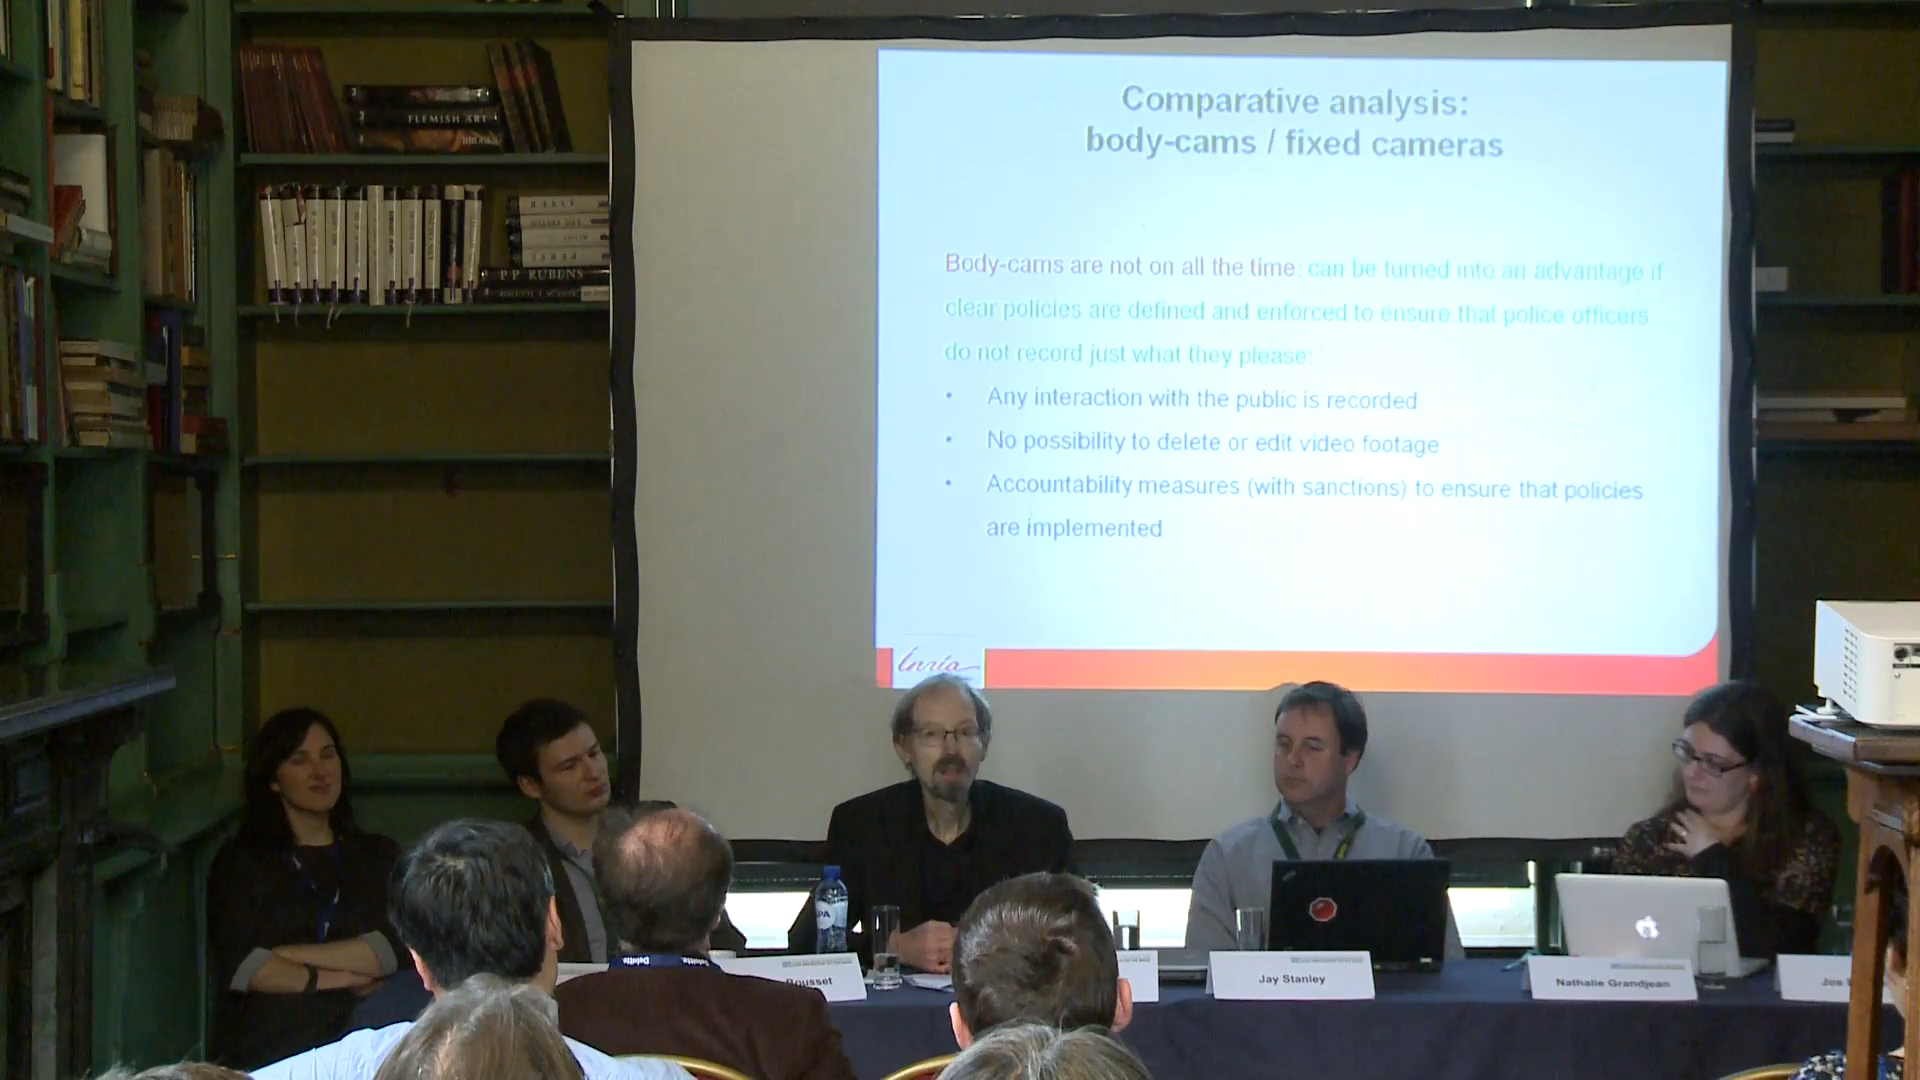 Comparative analysis:
body-cams / fixed cameras
Body-cams are not on all the time: can be turned into an advantage if
clear policies are defined and enforced to ensure that police officers
do not record just what they please:
• Any interaction with the public is recorded
• No possibility to delete or edit video footage
• Accountability measures (with sanctions) to ensure that policies
are implemented
Inria
FLEMISH ART
P P RUBENS
Rousset
Jay Stanley
Nathalie Grandjean
Jos
Deloitte.